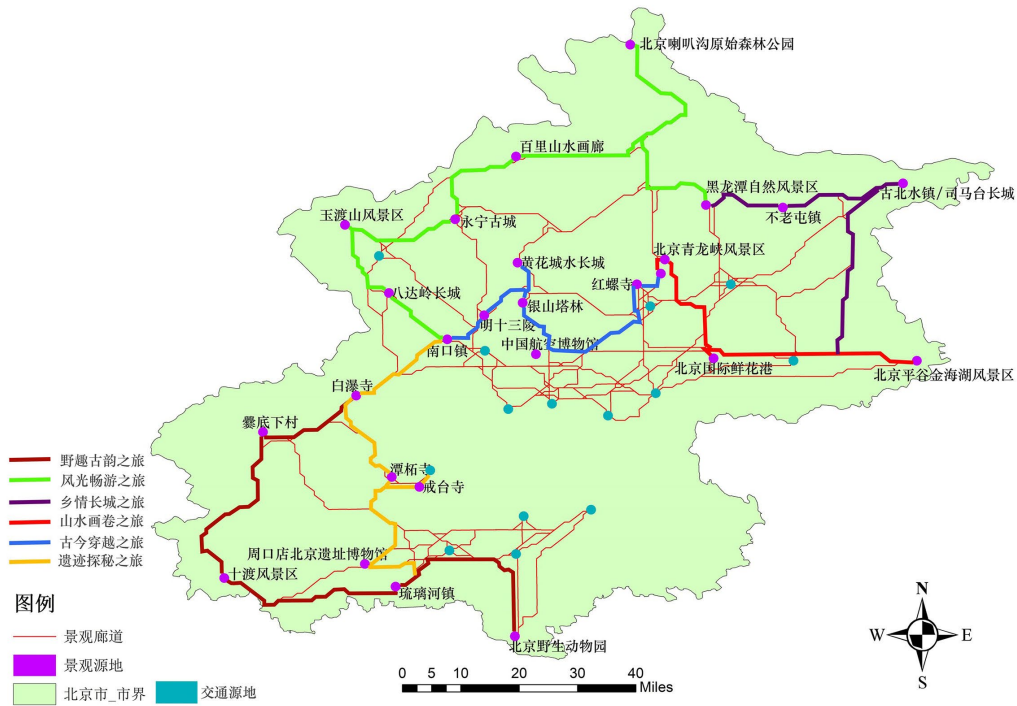 北京喇叭沟原始森林公园
百里山水画廊
黑龙潭自然风景区
古北水镇/司马台长城
不老屯镇
玉渡山风景区
永宁古城
北京青龙峡风景区
黄花城水长城
红螺寺
八达岭长城
银山塔林
明十三陵
南口镇
中国航空博物馆
北京国际鲜花港
北京平谷金海湖风景区
白瀑寺
爨底下村
潭柘寺
戒台寺
周口店北京遗址博物馆
十渡风景区
琉璃河镇
北京野生动物园
野趣古韵之旅
风光畅游之旅
乡情长城之旅
山水画卷之旅
古今穿越之旅
遗迹探秘之旅
图例
景观廊道
景观源地
北京市_市界
交通源地
0 5 10 20 30 40
Miles
N
W
E
S